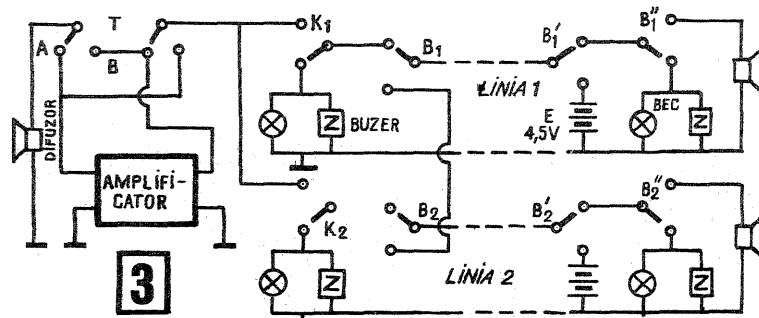 T
A
B
DIFUZOR
AMPLIFI-
CATOR
3
K1
B1
LINIA 1
B1'
B1''
BUZER
E
4,5V
BEC
N
N
K2
B2
B2'
B2''
LINIA 2
N
N